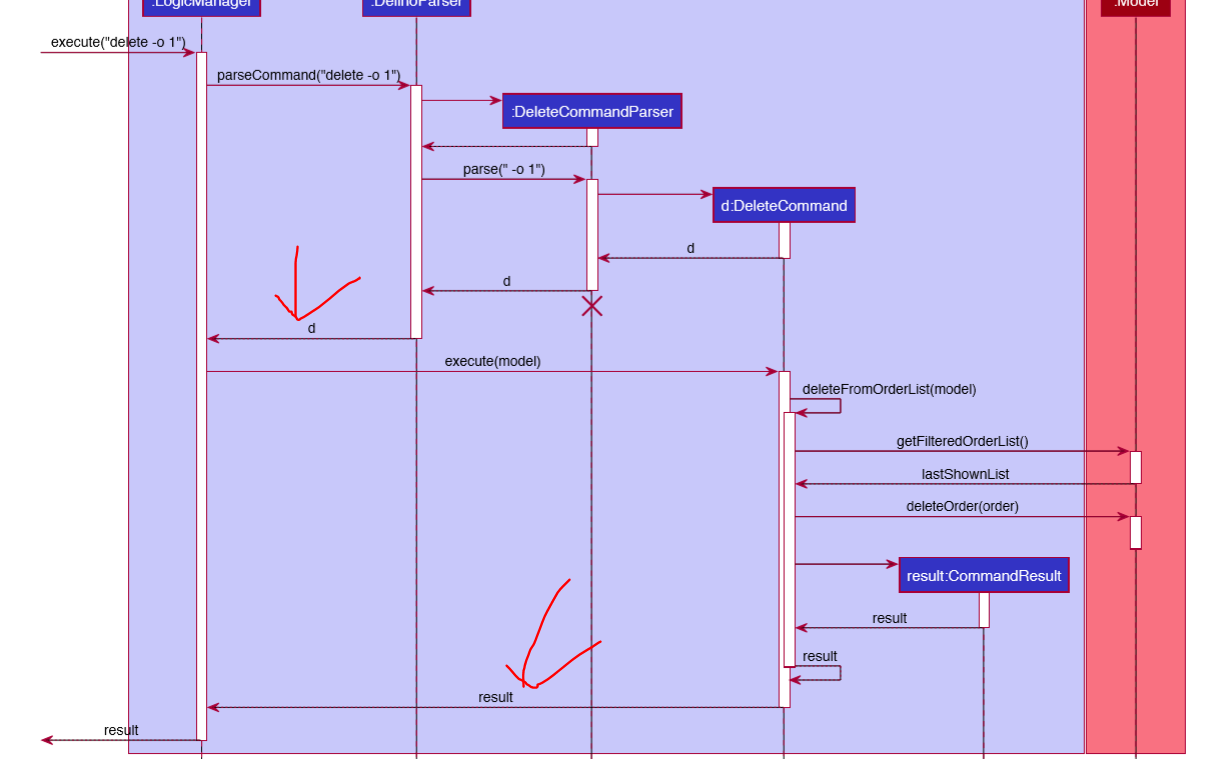 :LogicManager
:DelinoParser
:Model
execute("delete -o 1")
parseCommand("delete -o 1")
:DeleteCommandParser
parse(" -o 1")
d:DeleteCommand
d
d
d
execute(model)
deleteFromOrderList(model)
getFilteredOrderList()
lastShownList
deleteOrder(order)
result:CommandResult
result
result
result
result